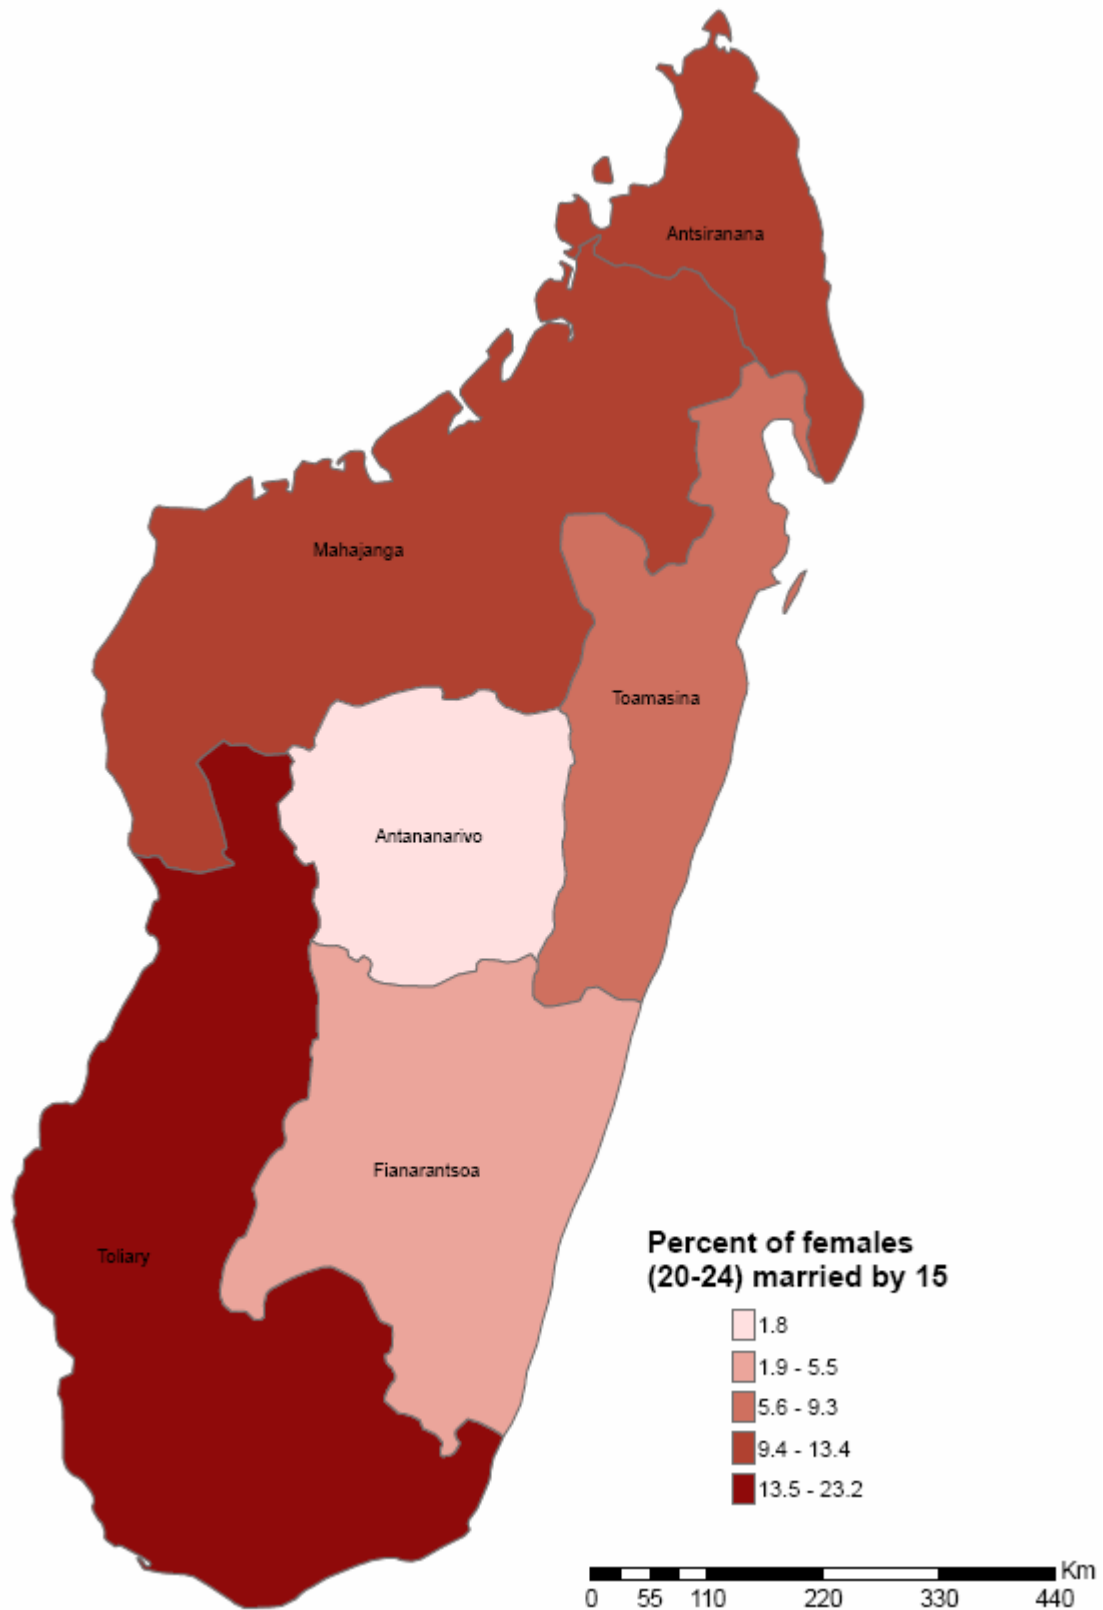 Antsiranana
Mahajanga
Toamasina
Antananarivo
Fianarantsoa
Toliary
Percent of females
(20-24) married by 15
1.8
1.9 - 5.5
5.6 - 9.3
9.4 - 13.4
13.5 - 23.2
Km
0 55 110 220 330 440